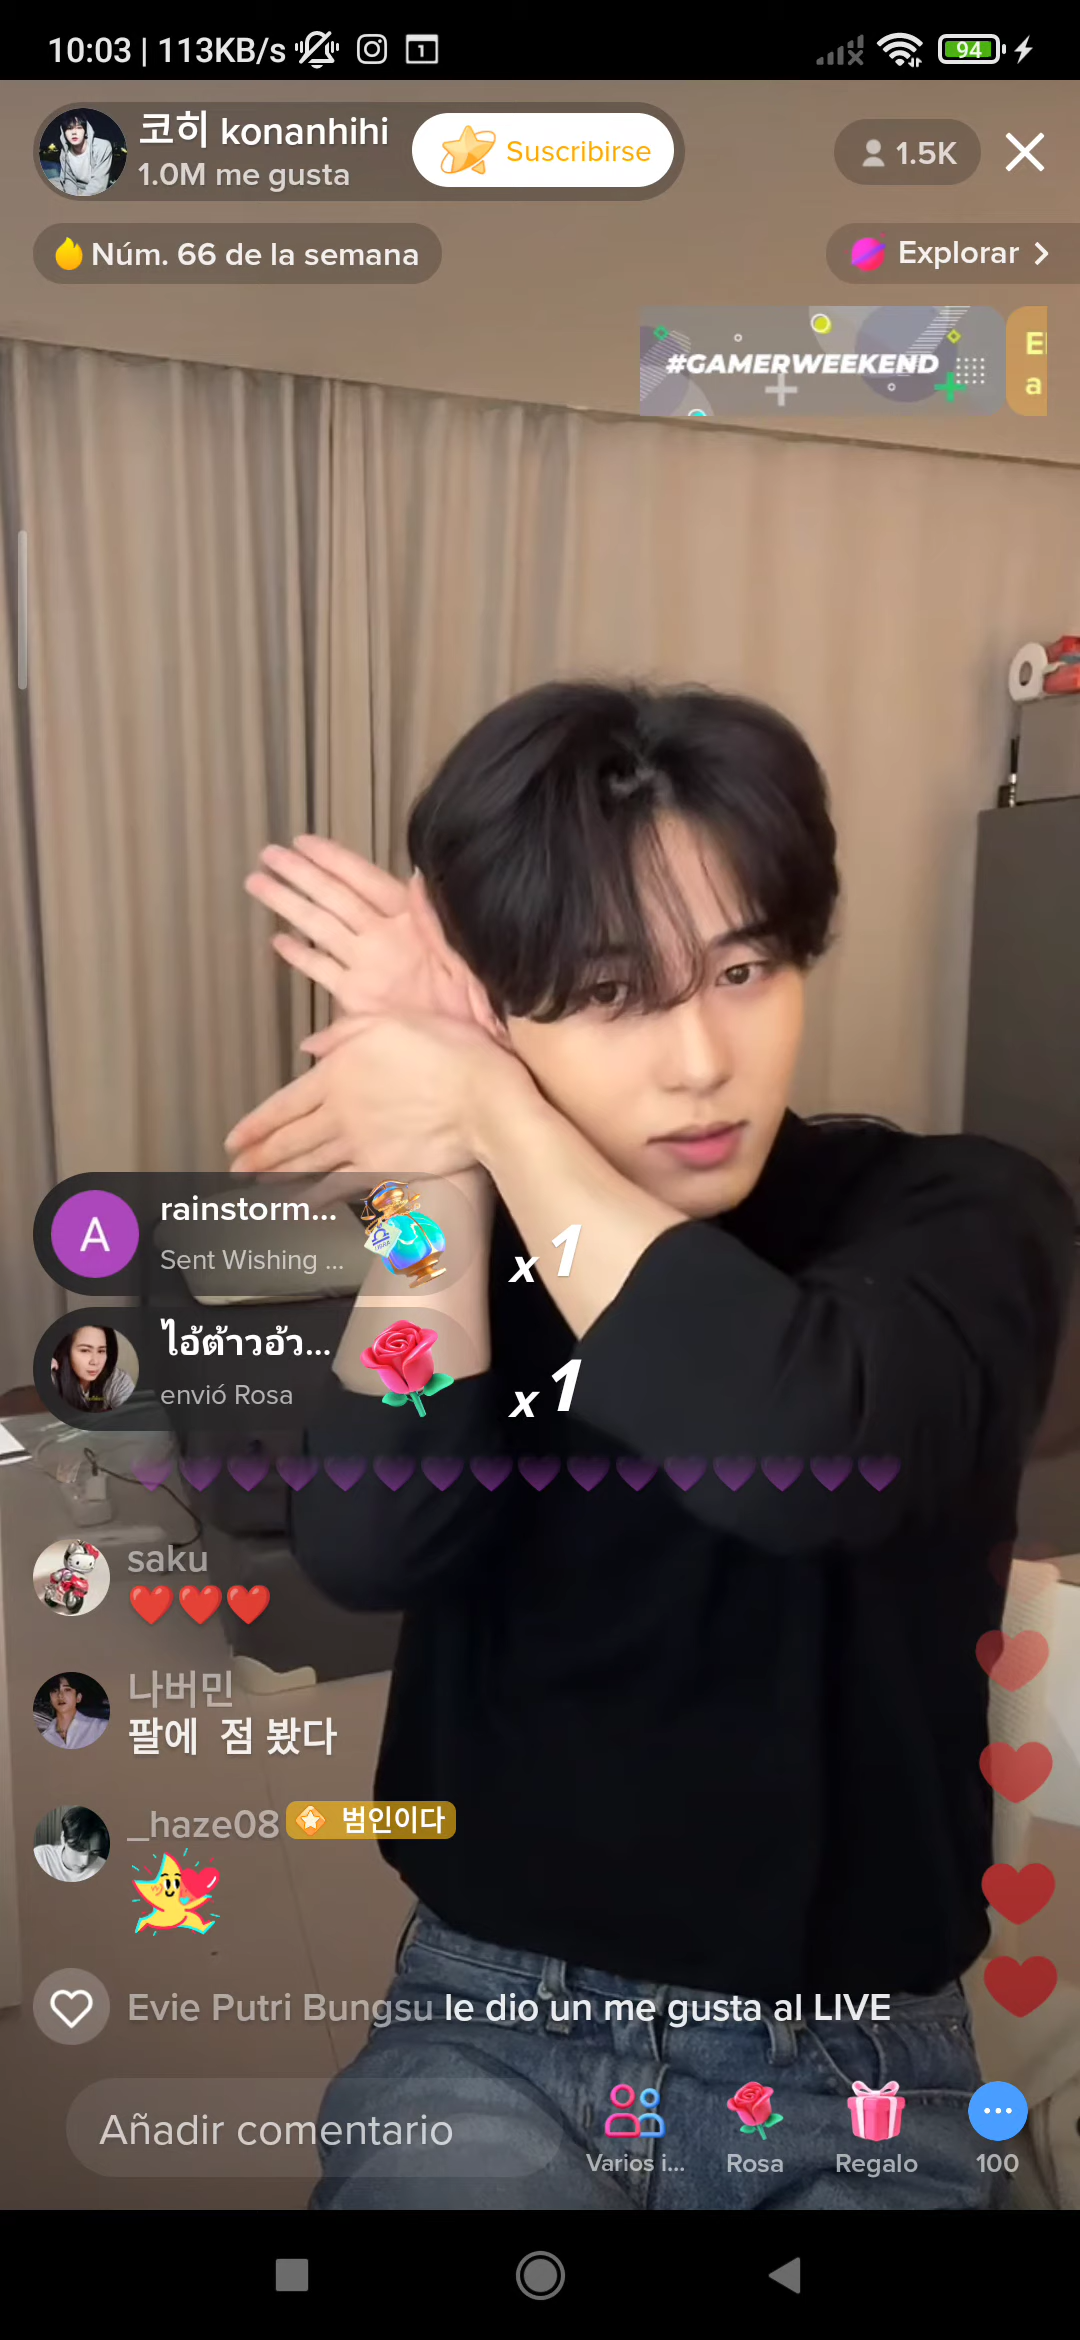 10:03 | 113KB/s
1
94
코히 konanhihi
1.0M me gusta
Suscribirse
1.5K
Núm. 66 de la semana
Explorar
#GAMERWEEKEND
A
rainstorm...
Sent Wishing ...
x1
ไอ้ต้าวอ้ว...
envió Rosa
x1
saku
나버민
팔에 점 봤다
_haze08 범인이다
Evie Putri Bungsu le dio un me gusta al LIVE
Añadir comentario
Varios i...
Rosa
Regalo
100